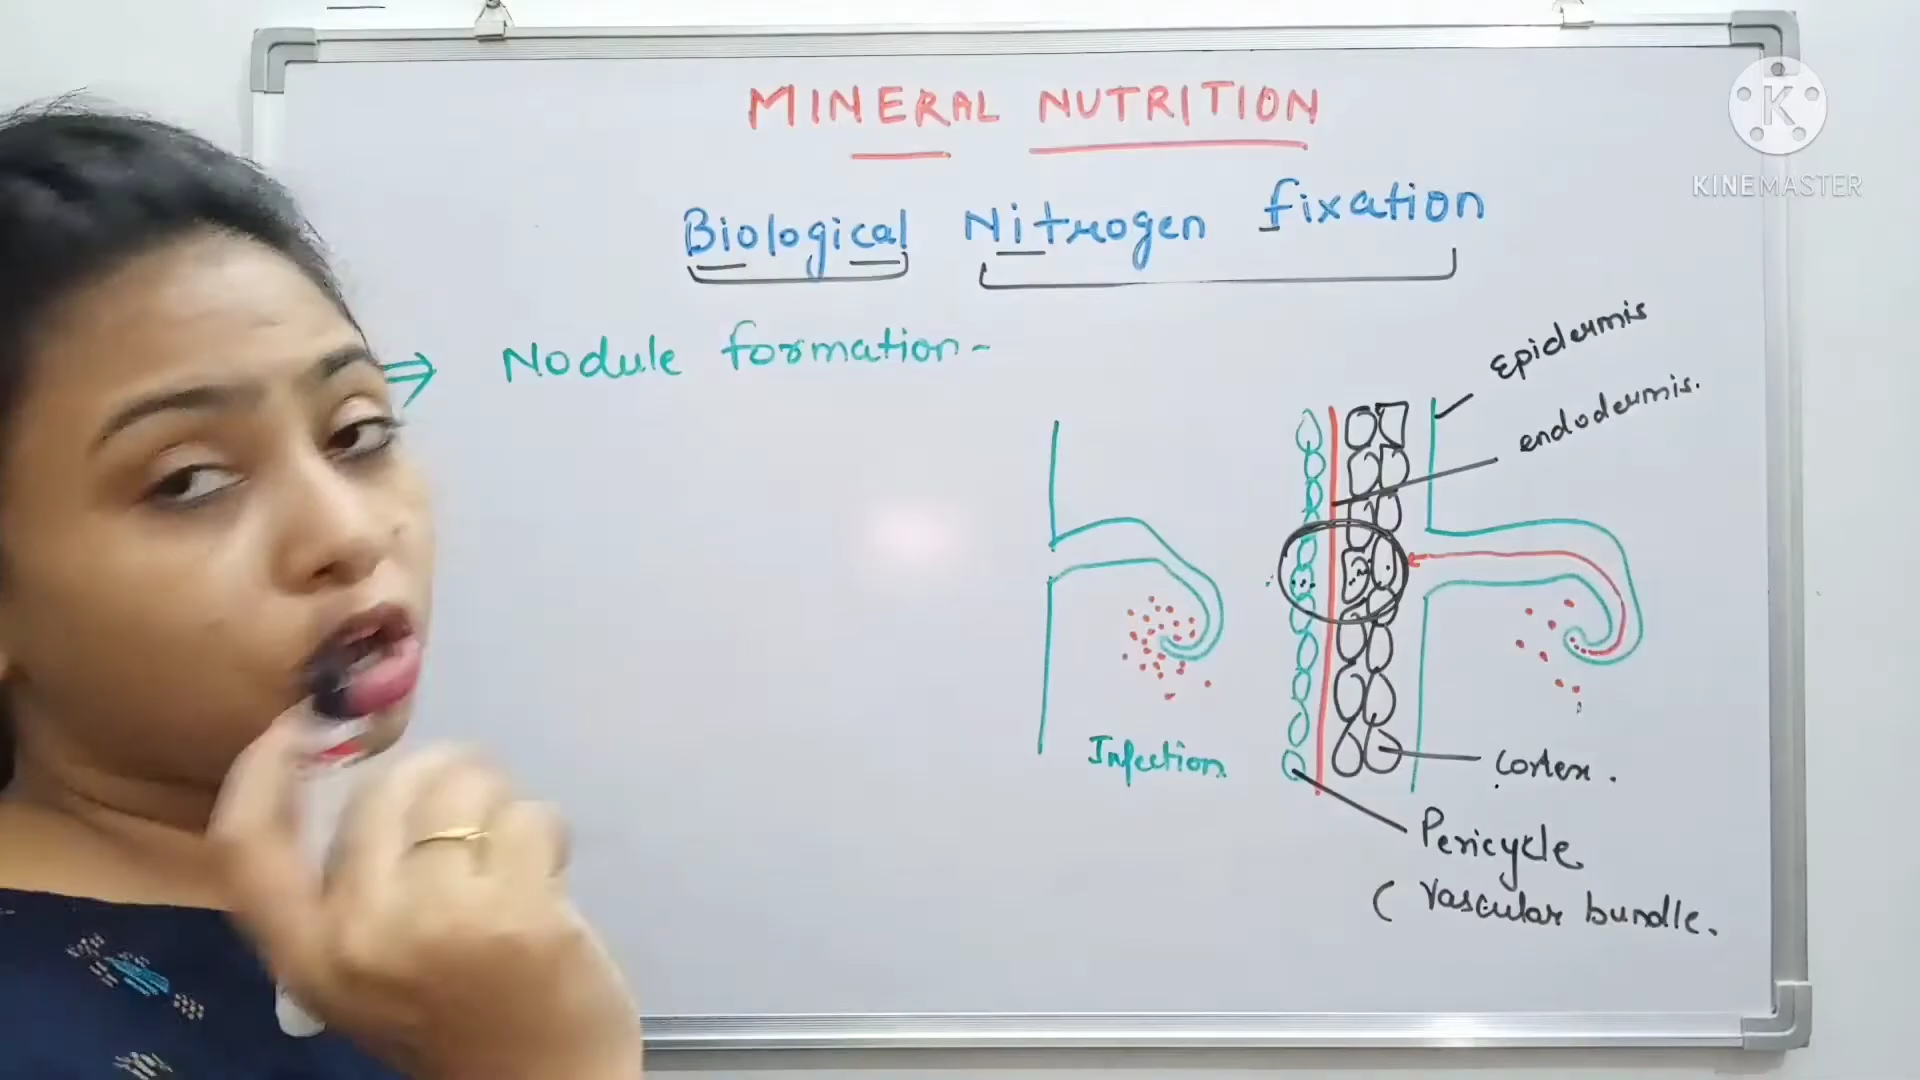 MINERAL NUTRITION
KINEMASTER
Biological Nitrogen fixation
⇒ Nodule formation-
Epidermis
endodermis.
Infection
Cortex.
Pericycle
( Vascular bundle.